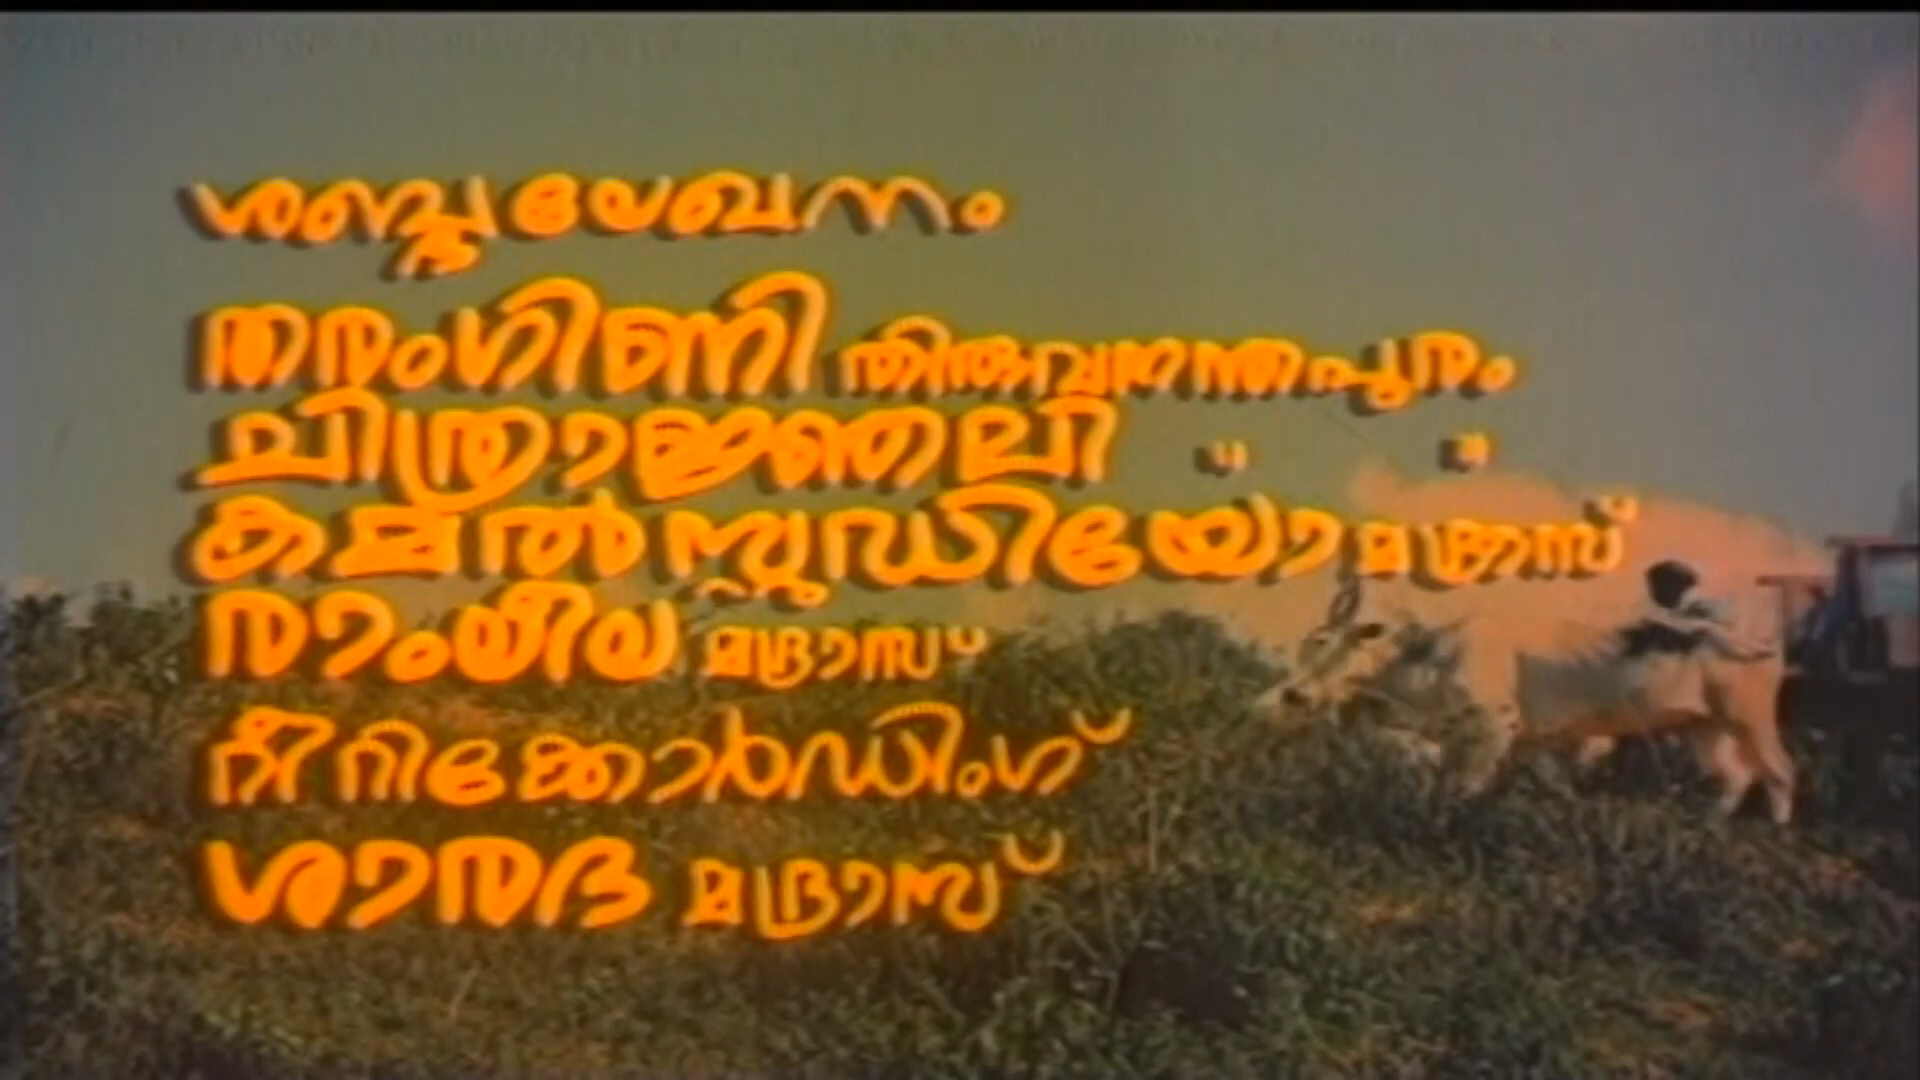 ശബ്ദലേഖനം
തരംഗിണി തിരുവനന്തപുരം
ചിത്രാഞ്ജലി " "
കമൽ സ്റ്റുഡിയോ മദ്രാസ്
മദ്രാസ്
റീറിക്കോർഡിംഗ്
ശാരദ മദ്രാസ്